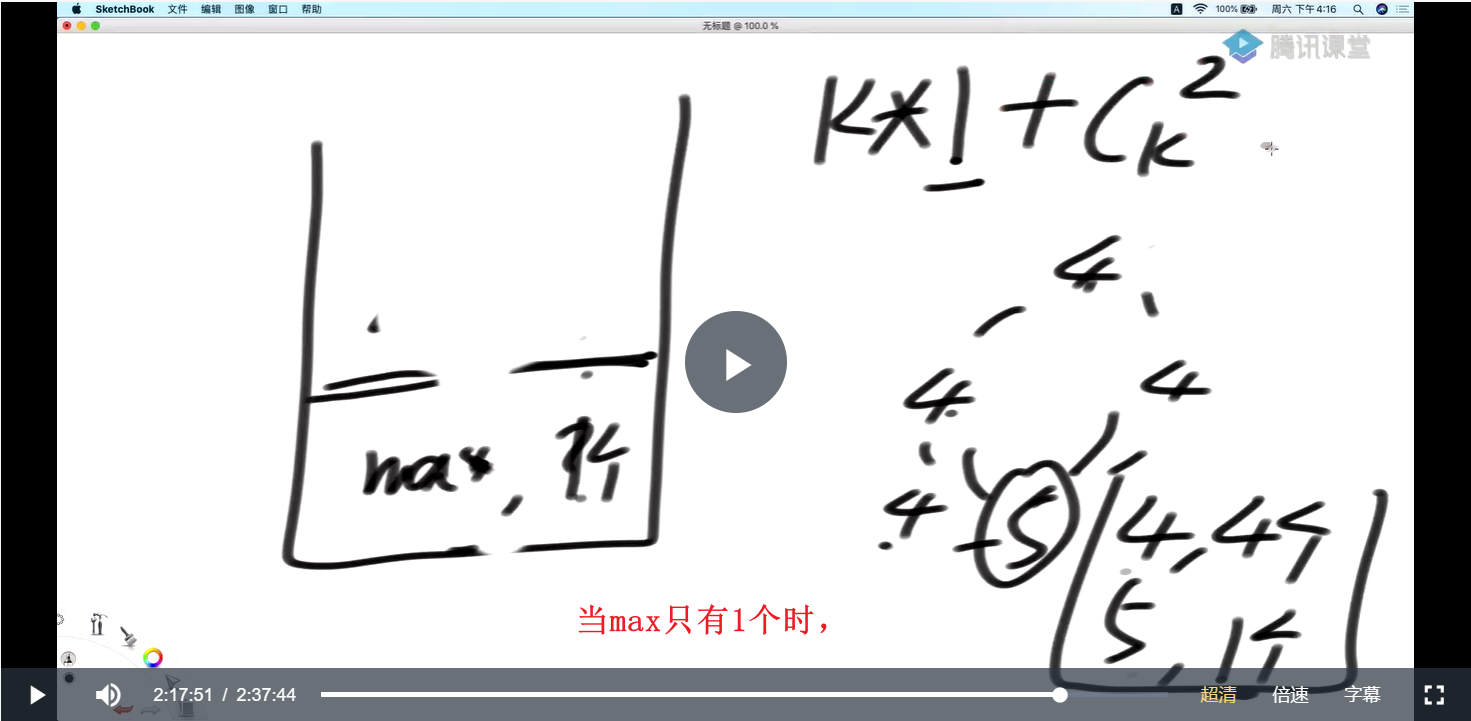 SketchBook 文件 编辑 图像 窗口 帮助
A 100% 周六 下午4:16
无标题 @ 100.0 %
腾讯课堂
K*1+C
2
K
4
4 4
max,
4 5 4,4个
5,1个
当max只有1个时，
2:17:51 / 2:37:44 超清 倍速 字幕